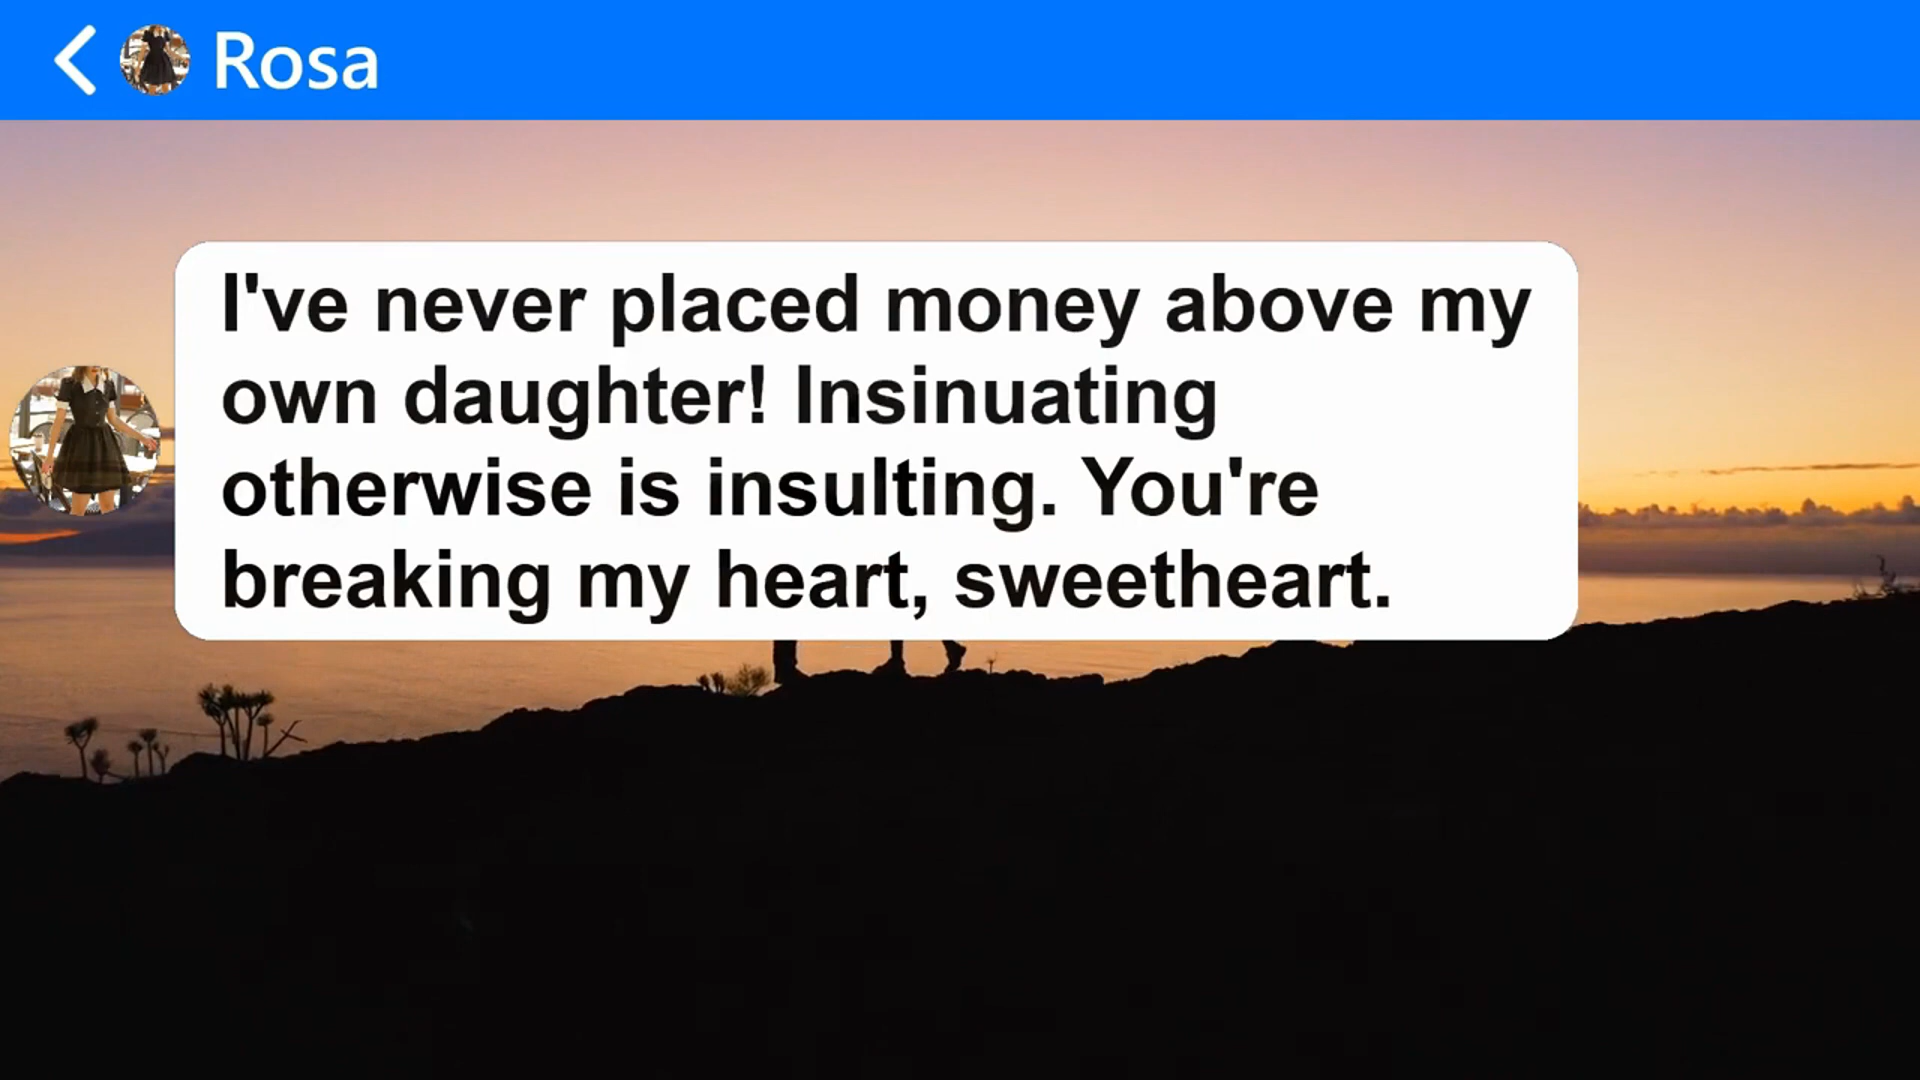 Rosa
I've never placed money above my
own daughter! Insinuating
otherwise is insulting. You're
breaking my heart, sweetheart.